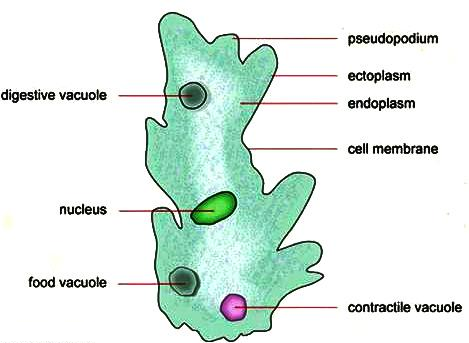 pseudopodium
ectoplasm
digestive vacuole
endoplasm
cell membrane
nucleus
food vacuole
contractile vacuole